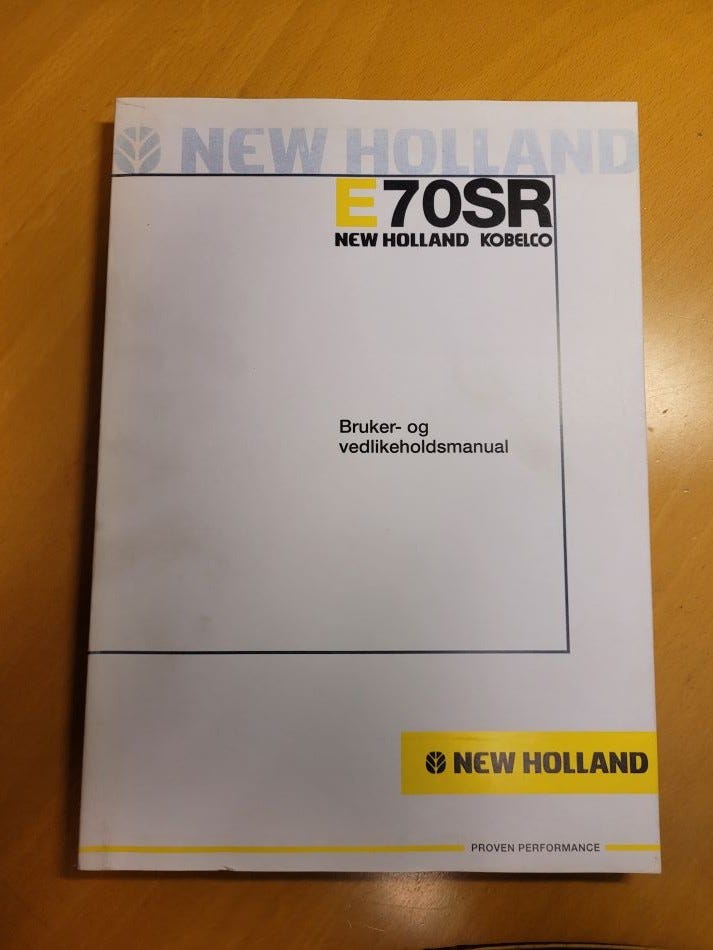 NEW HOLLAND
E70SR
NEW HOLLAND KOBELCO
Bruker- og
vedlikeholdsmanual
NEW HOLLAND
PROVEN PERFORMANCE